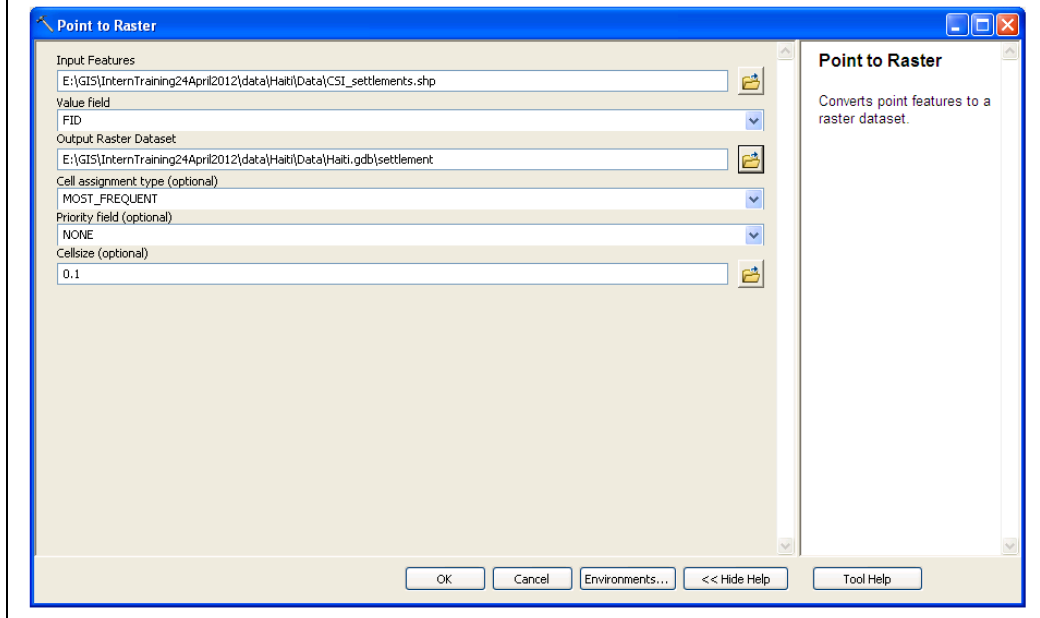 Point to Raster
Input Features
E:\GIS\InternTraining24April2012\data\Haiti\Data\CSI_settlements.shp
Value field
FID
Output Raster Dataset
E:\GIS\InternTraining24April2012\data\Haiti\Data\Haiti.gdb\settlement
Cell assignment type (optional)
MOST_FREQUENT
Priority field (optional)
NONE
Cellsize (optional)
0.1
Point to Raster
Converts point features to a
raster dataset.
OK
Cancel
Environments...
<< Hide Help
Tool Help